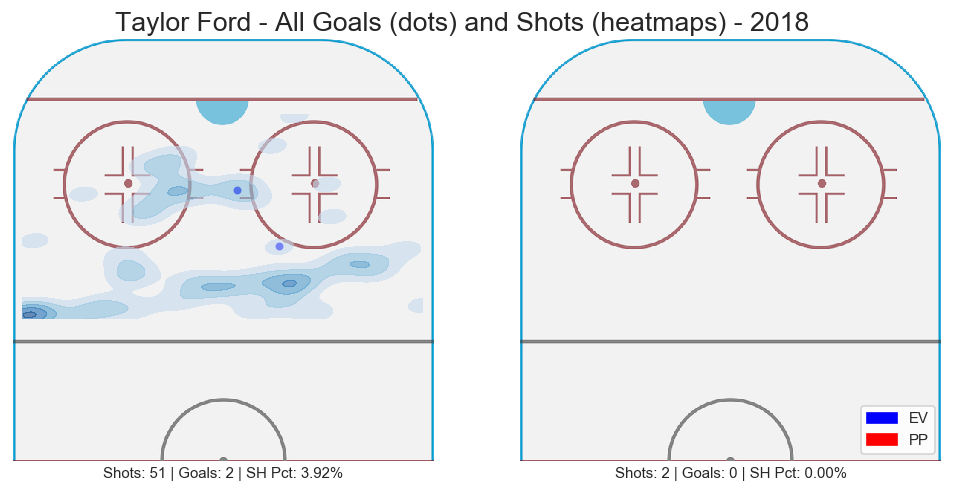 Taylor Ford - All Goals (dots) and Shots (heatmaps) - 2018
EV
PP
Shots: 51 | Goals: 2 | SH Pct: 3.92%
Shots: 2 | Goals: 0 | SH Pct: 0.00%